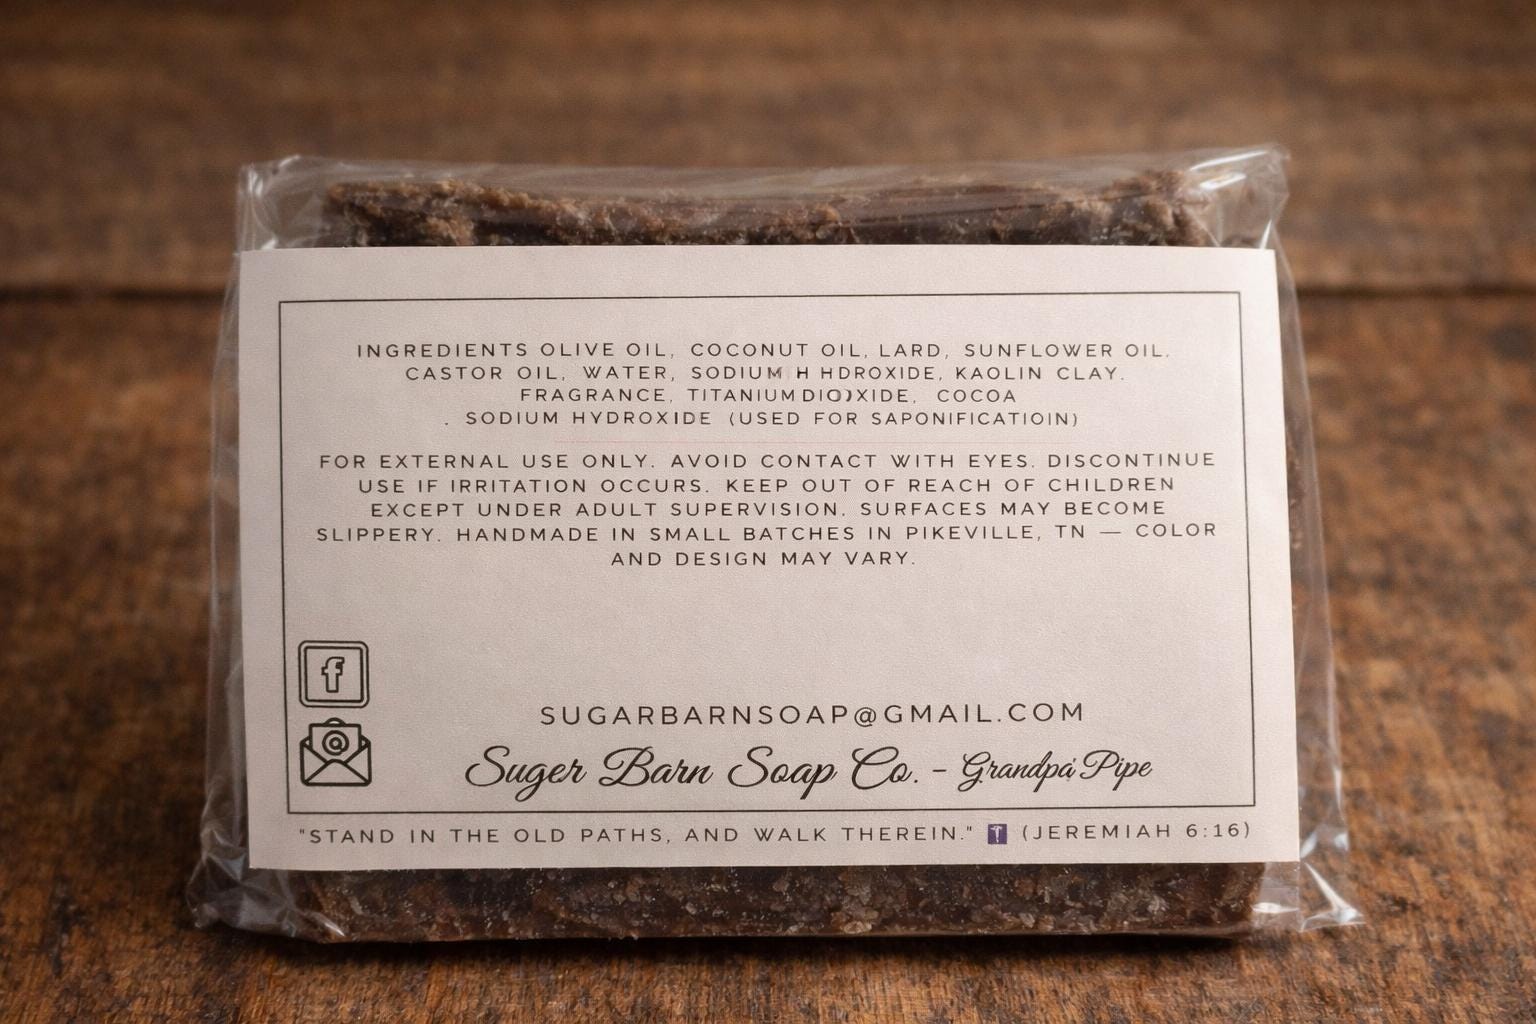 INGREDIENTS OLIVE OIL, COCONUT OIL, LARD, SUNFLOWER OIL.
CASTOR OIL, WATER, SODIUM H HDROXIDE, KAOLIN CLAY.
FRAGRANCE, TITANIUM DIO)XIDE, COCOA
. SODIUM HYDROXIDE (USED FOR SAPONIFICATIOIN)
FOR EXTERNAL USE ONLY. AVOID CONTACT WITH EYES. DISCONTINUE
USE IF IRRITATION OCCURS. KEEP OUT OF REACH OF CHILDREN
EXCEPT UNDER ADULT SUPERVISION. SURFACES MAY BECOME
SLIPPERY. HANDMADE IN SMALL BATCHES IN PIKEVILLE, TN — COLOR
AND DESIGN MAY VARY.
f
@
SUGARBARNSOAP@GMAIL.COM
Suger Barn Soap Co. - Grandpa' Pipe
"STAND IN THE OLD PATHS, AND WALK THEREIN." (JEREMIAH 6:16)